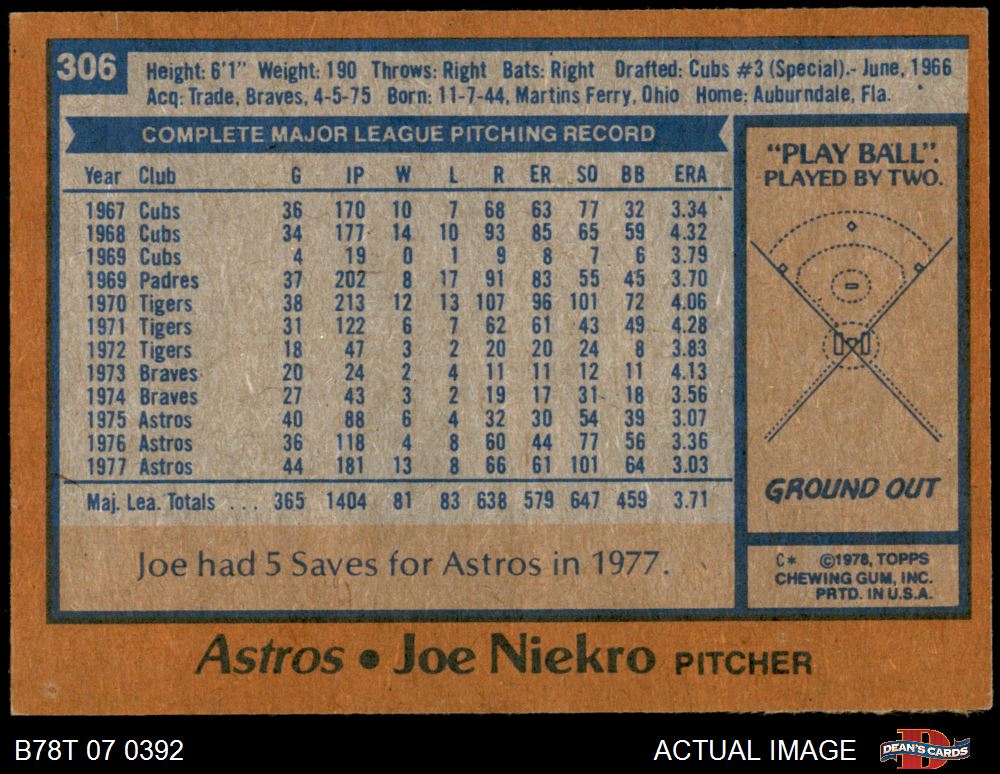 306
Height: 6'1" Weight: 190 Throws: Right Bats: Right Drafted: Cubs #3 (Special).- June, 1966
Acq: Trade, Braves, 4-5-75 Born: 11-7-44, Martins Ferry, Ohio Home: Auburndale, Fla.
COMPLETE MAJOR LEAGUE PITCHING RECORD
Year Club G IP W L R ER SO BB ERA
1967 Cubs 36 170 10 7 68 63 77 32 3.34
1968 Cubs 34 177 14 10 93 85 65 59 4.32
1969 Cubs 4 19 0 1 9 8 7 6 3.79
1969 Padres 37 202 8 17 91 83 55 45 3.70
1970 Tigers 38 213 12 13 107 96 101 72 4.06
1971 Tigers 31 122 6 7 62 61 43 49 4.28
1972 Tigers 18 47 3 2 20 20 24 8 3.83
1973 Braves 20 24 2 4 11 11 12 11 4.13
1974 Braves 27 43 3 2 19 17 31 18 3.56
1975 Astros 40 88 6 4 32 30 54 39 3.07
1976 Astros 36 118 4 8 60 44 77 56 3.36
1977 Astros 44 181 13 8 66 61 101 64 3.03
Maj. Lea. Totals . . . 365 1404 81 83 638 579 647 459 3.71
Joe had 5 Saves for Astros in 1977.
"PLAY BALL".
PLAYED BY TWO.
GROUND OUT
C* ©1978, TOPPS
CHEWING GUM, INC.
PRTD. IN U.S.A.
Astros • Joe Niekro PITCHER
B78T 07 0392
ACTUAL IMAGE
DEAN'S CARDS